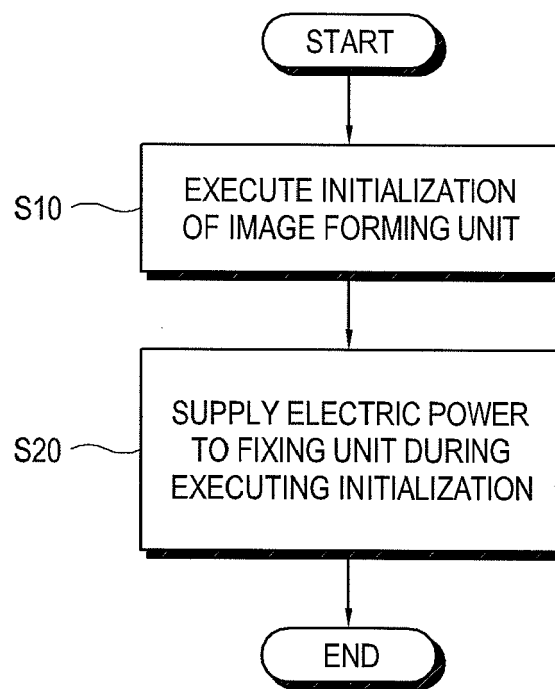 START
S10
EXECUTE INITIALIZATION
OF IMAGE FORMING UNIT
S20
SUPPLY ELECTRIC POWER
TO FIXING UNIT DURING
EXECUTING INITIALIZATION
END